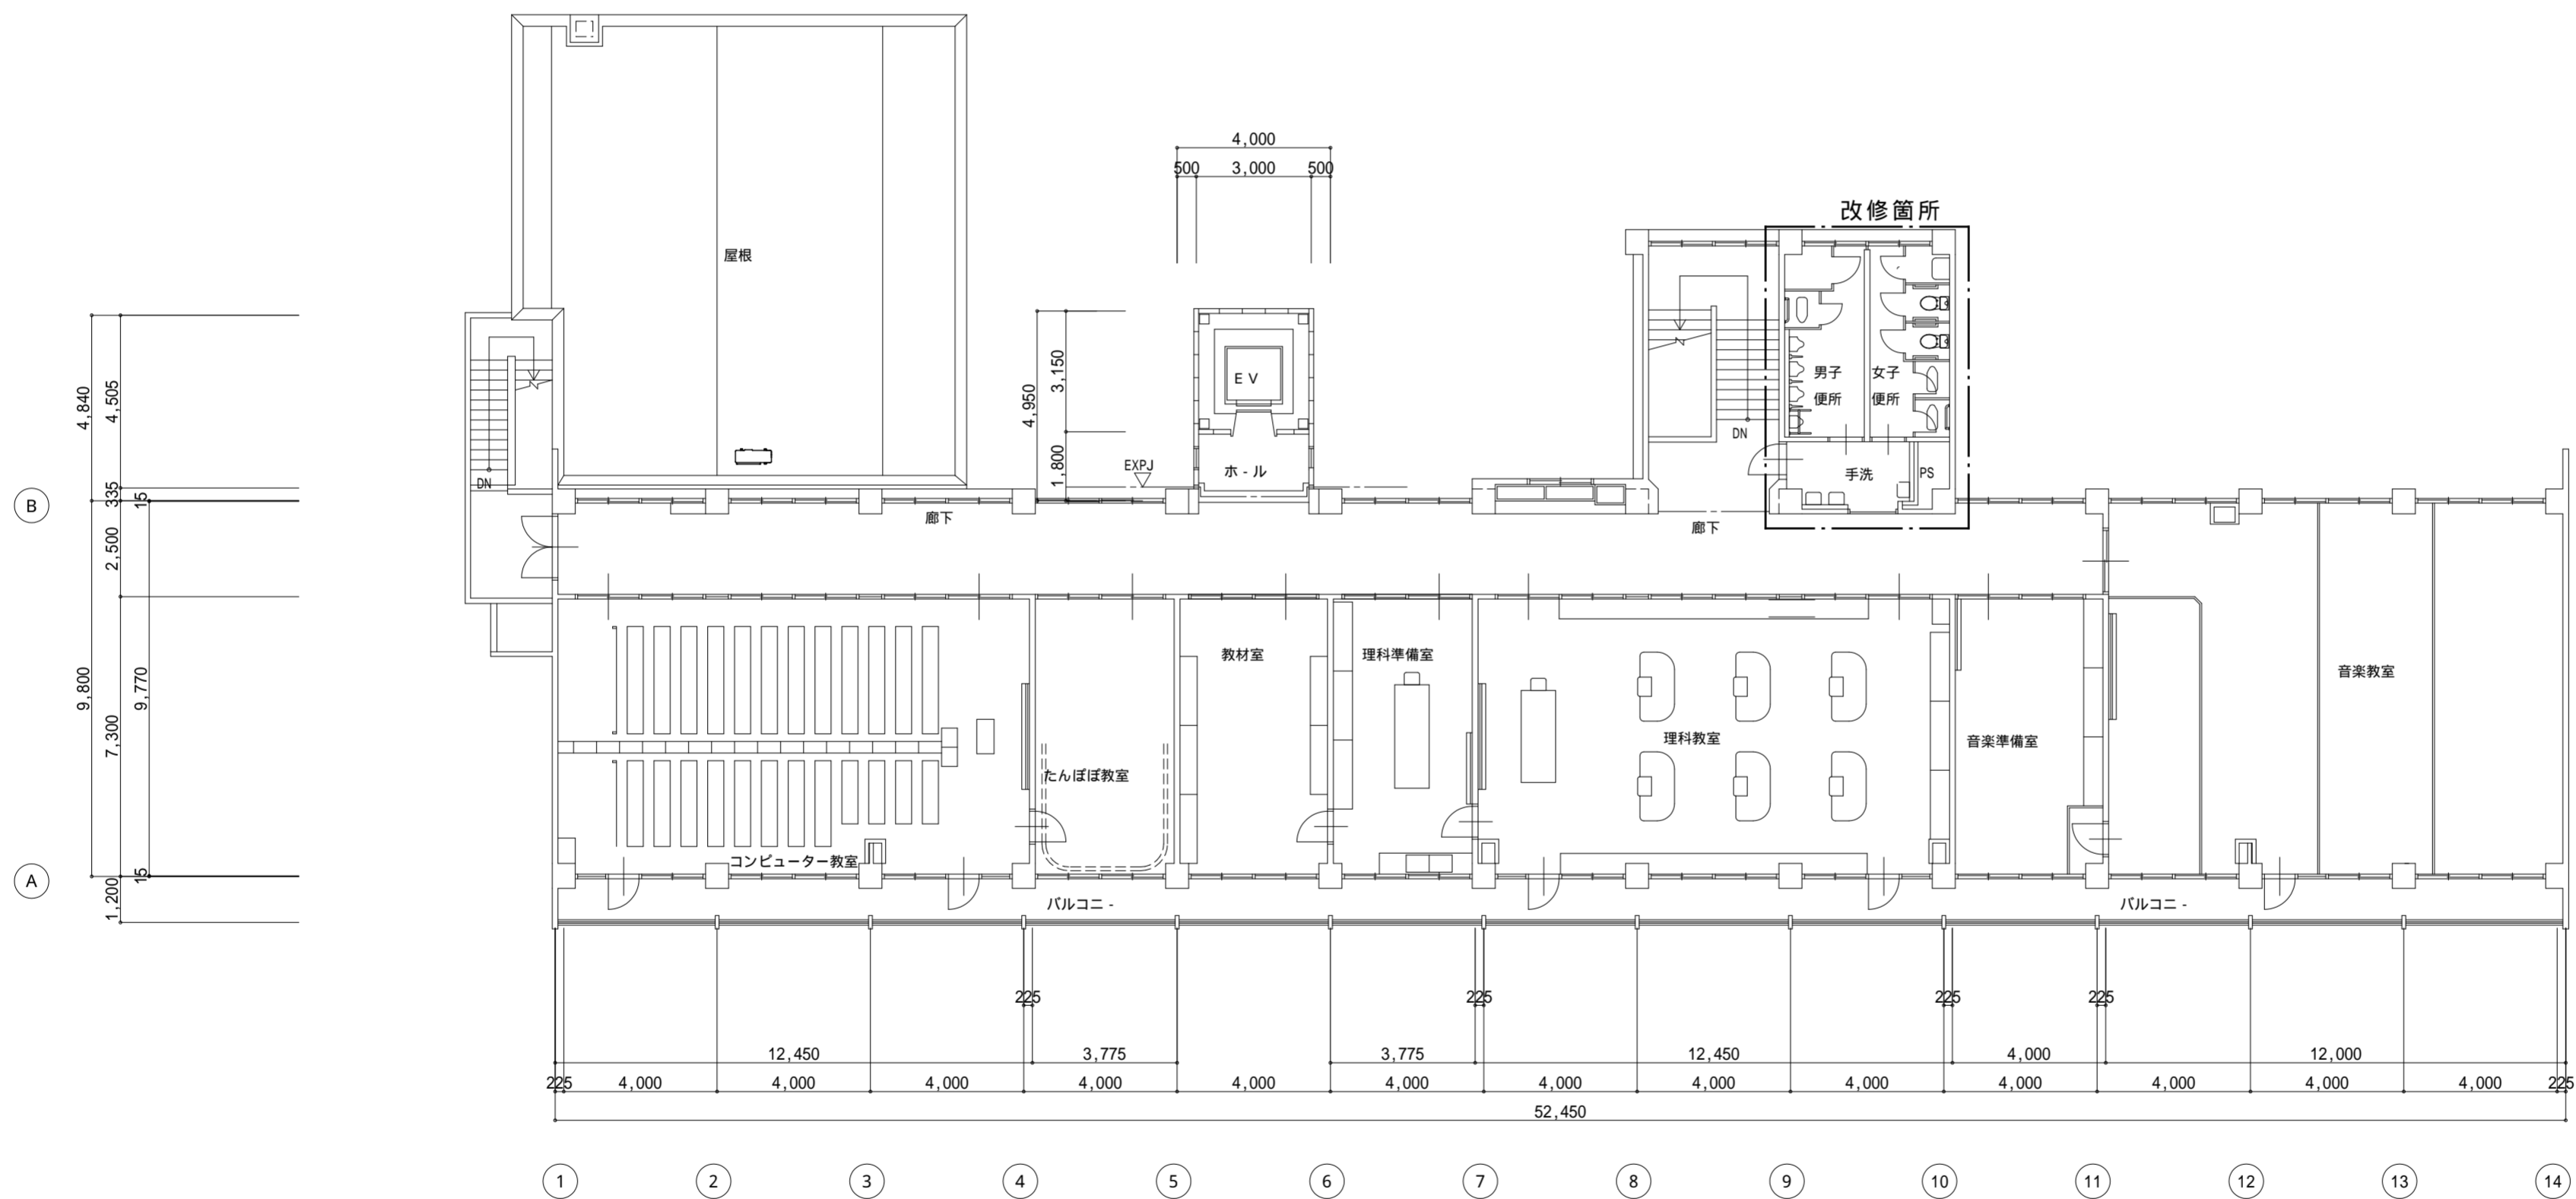 4,000
500 3,000 500
改修箇所
屋根
4,840
4,505
4,950
3,150
1,800
EV
ホ-ル
EXPJ
男子
便所
女子
便所
DN
手洗
PS
DN
B
335
15
廊下
廊下
2,500
9,800
7,300
9,770
教材室
理科準備室
音楽教室
理科教室
音楽準備室
たんぽぽ教室
コンピューター教室
A
15
1,200
バルコニ-
バルコニ-
225 225 225 225
12,450 3,775 3,775 12,450 4,000 12,000
225 4,000 4,000 4,000 4,000 4,000 4,000 4,000 4,000 4,000 4,000 4,000 4,000 4,000 225
52,450
1 2 3 4 5 6 7 8 9 10 11 12 13 14